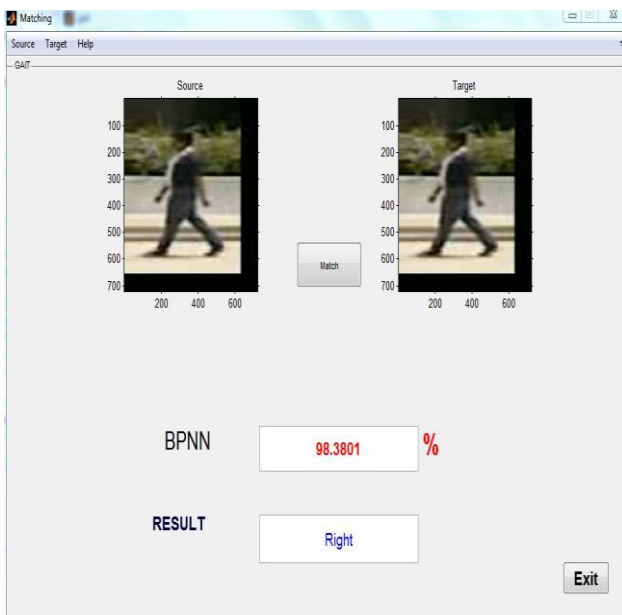 Matching
Source Target Help
GAIT
Source
Target
100
200
300
400
500
600
700
200 400 600
100
200
300
400
500
600
700
200 400 600
Match
BPNN
98.3801
%
RESULT
Right
Exit